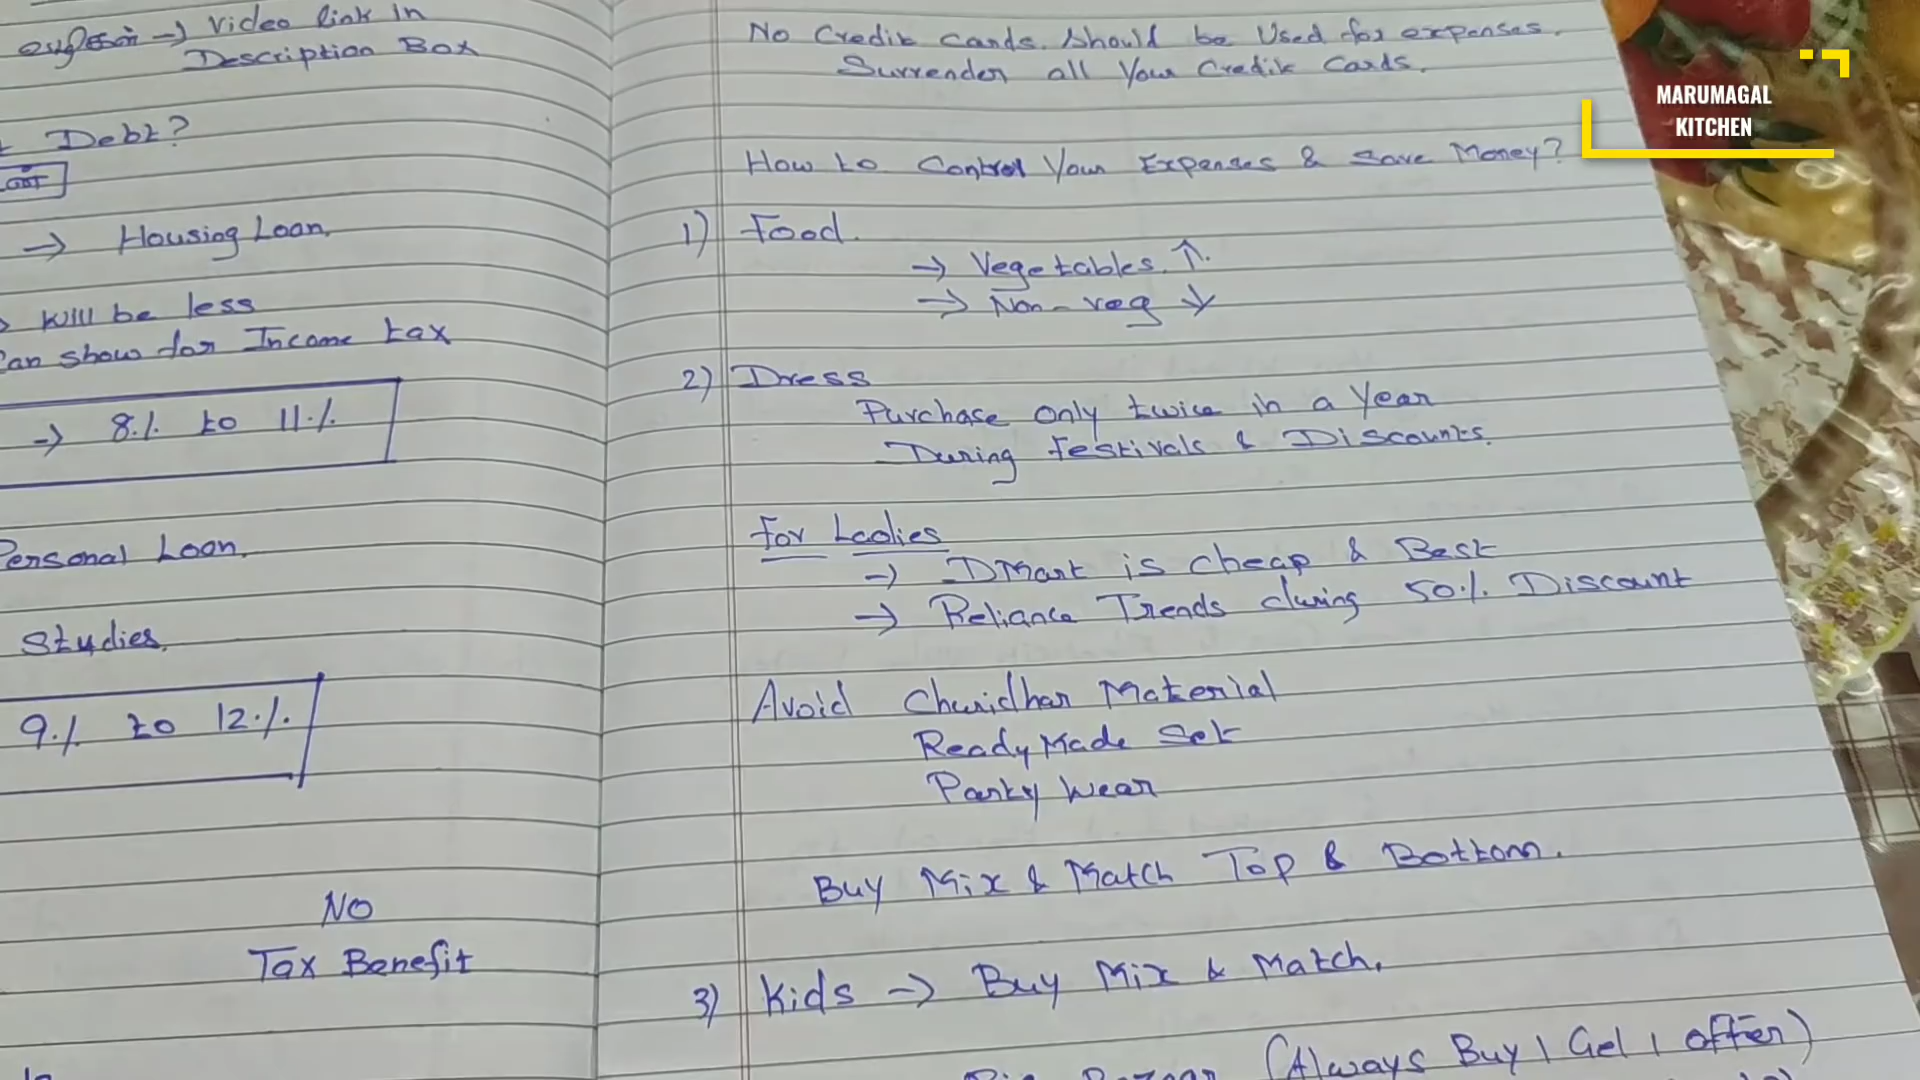 வழிகள் → Video link in
Description Box
Debt?
→ Housing Loan.
Will be less
Can show for Income tax
→ 8% to 11%
Personal Loan.
Studies.
9% to 12%
No
Tax Benefit
No Credit Cards should be Used for expenses.
Surrender all Your Credit Cards.
How to Control Your Expenses & Save Money?
1) Food.
→ Vegetables. ↑.
→ Non-veg ↓
2) Dress
Purchase only twice in a Year
During Festivals & Discounts.
For Ladies
→ DMart is cheap & Best
→ Reliance Trends during 50% Discount
Avoid Churidhar Material
Ready Made Set
Party Wear
Buy Mix & Match Top & Bottom.
3) Kids → Buy Mix & Match.
(Always Buy 1 Get 1 offer)
MARUMAGAL
KITCHEN